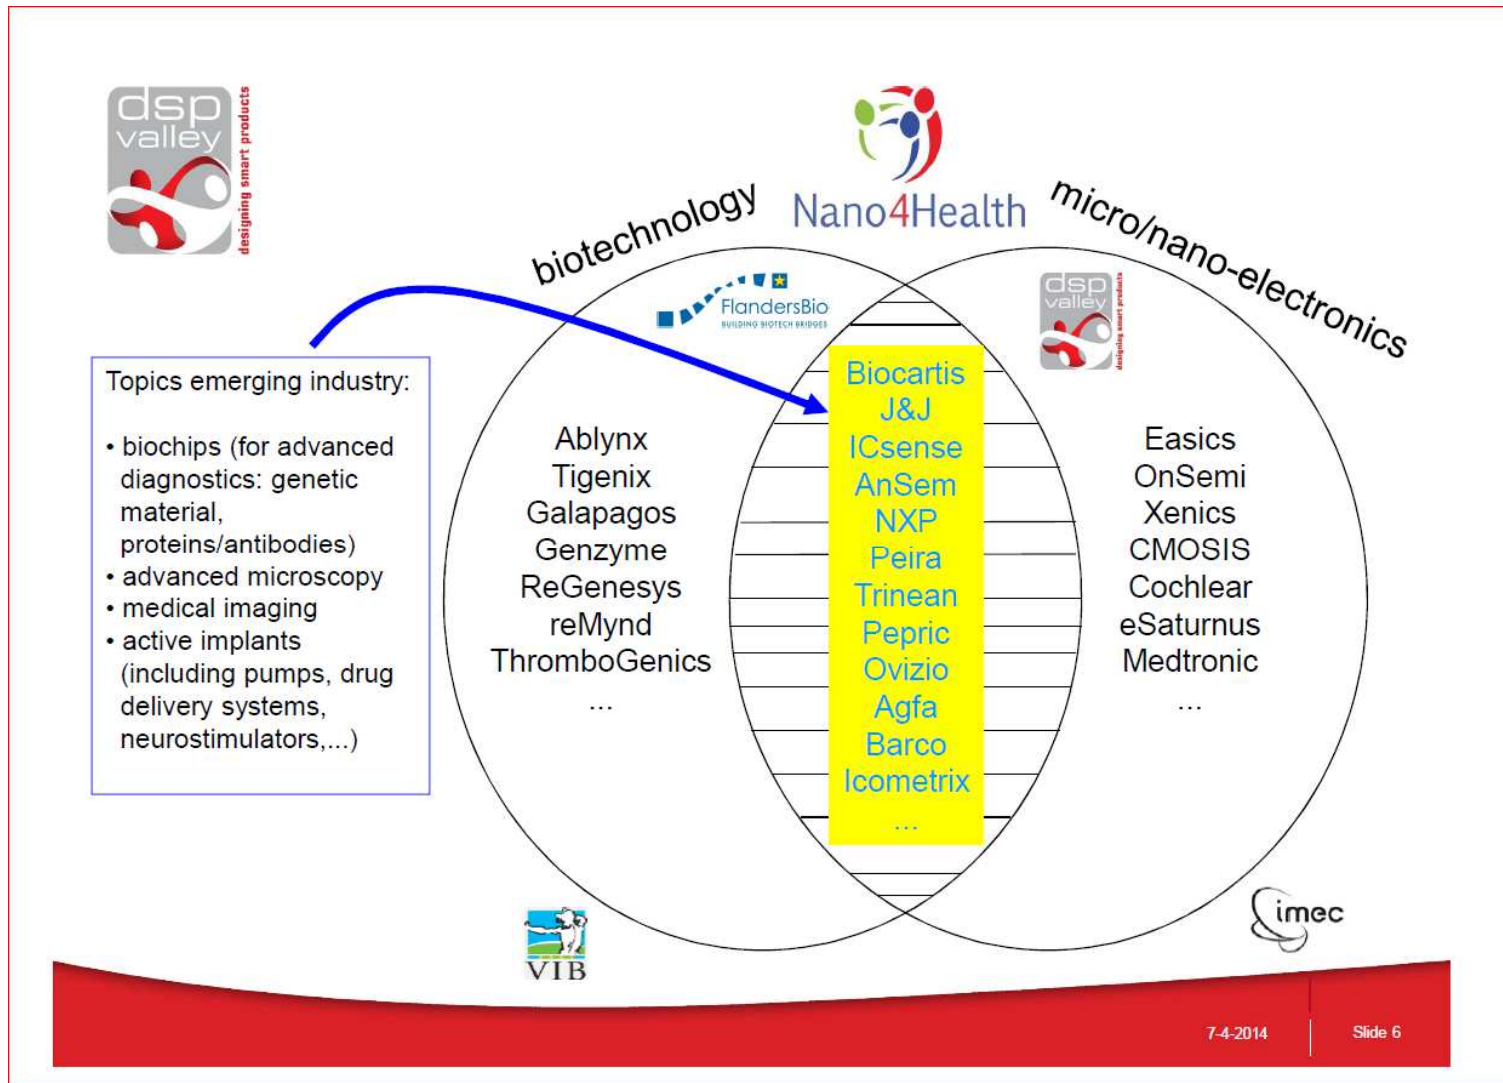 dsp
valley
designing smart products
Nano4Health
biotechnology
micro/nano-electronics
FlandersBio
BUILDING BIOTECH BRIDGES
dsp
valley
designing smart products
Topics emerging industry:
• biochips (for advanced
diagnostics: genetic
material,
proteins/antibodies)
• advanced microscopy
• medical imaging
• active implants
(including pumps, drug
delivery systems,
neurostimulators,...)
Ablynx
Tigenix
Galapagos
Genzyme
ReGenesys
reMynd
ThromboGenics
...
Biocartis
J&J
ICsense
AnSem
NXP
Peira
Trinean
Pepric
Ovizio
Agfa
Barco
Icometrix
...
Easics
OnSemi
Xenics
CMOSIS
Cochlear
eSaturnus
Medtronic
...
VIB
imec
7-4-2014
Slide 6